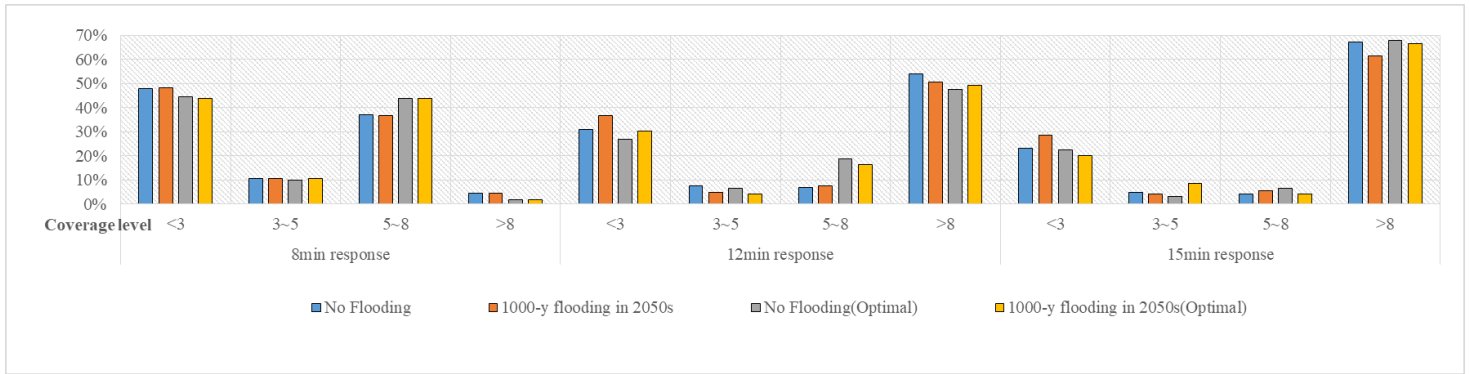 70%
60%
50%
40%
30%
20%
10%
0%
Coverage level <3 3~5 5~8 >8 <3 3~5 5~8 >8 <3 3~5 5~8 >8
8min response 12min response 15min response
No Flooding 1000-y flooding in 2050s No Flooding(Optimal) 1000-y flooding in 2050s(Optimal)